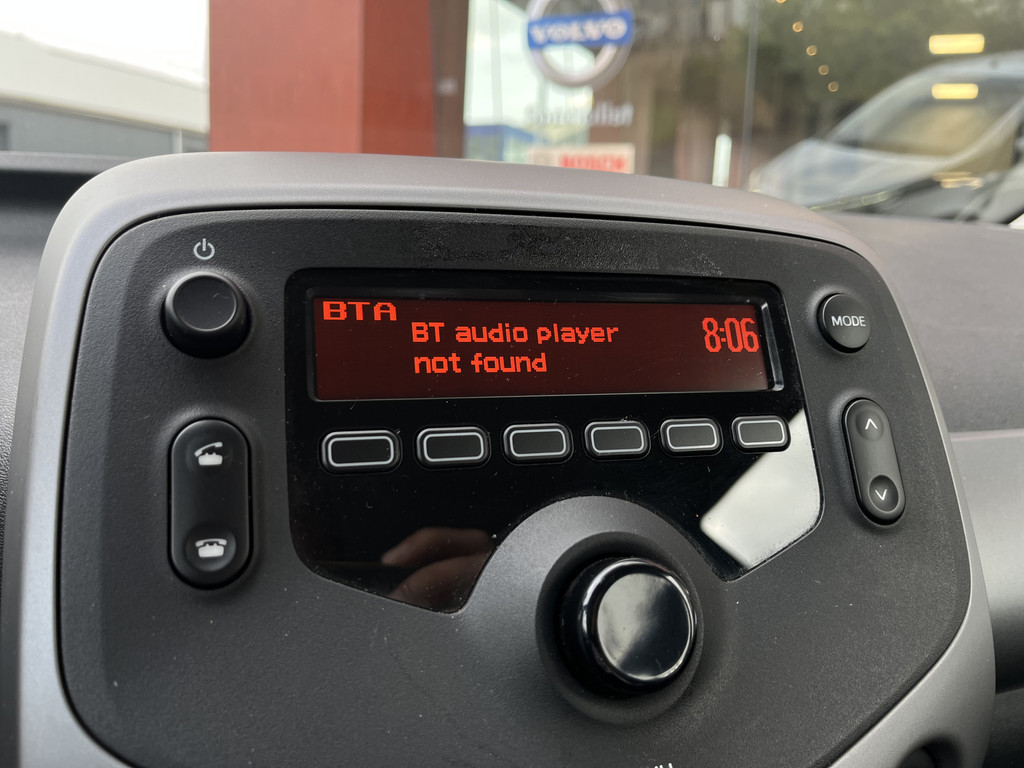 VOLVO
BTA
BT audio player
not found
8:06
MODE